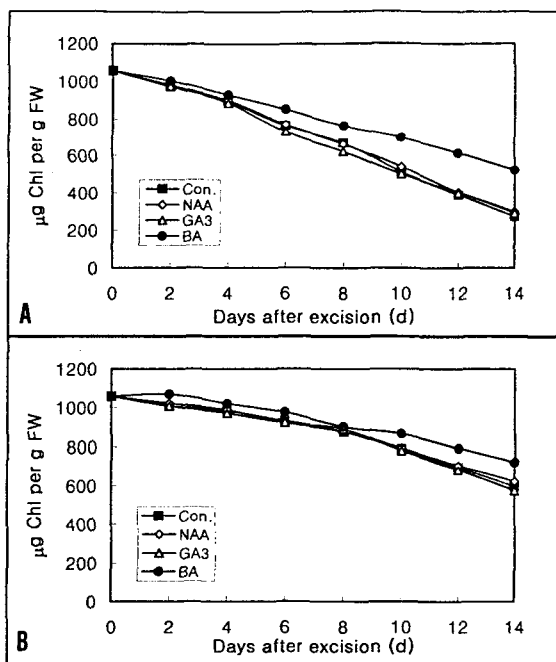 1200
1000
800
600
400
200
0
µg Chl per g FW
Con.
NAA
GA3
BA
0 2 4 6 8 10 12 14
Days after excision (d)
A
1200
1000
800
600
400
200
0
µg Chl per g FW
Con.
NAA
GA3
BA
0 2 4 6 8 10 12 14
Days after excision (d)
B